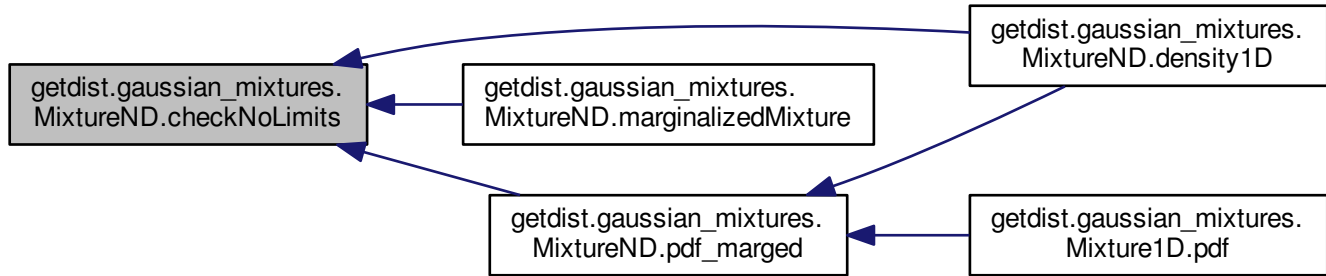 getdist.gaussian_mixtures.
MixtureND.checkNoLimits
getdist.gaussian_mixtures.
MixtureND.marginalizedMixture
getdist.gaussian_mixtures.
MixtureND.pdf_marged
getdist.gaussian_mixtures.
MixtureND.density1D
getdist.gaussian_mixtures.
Mixture1D.pdf